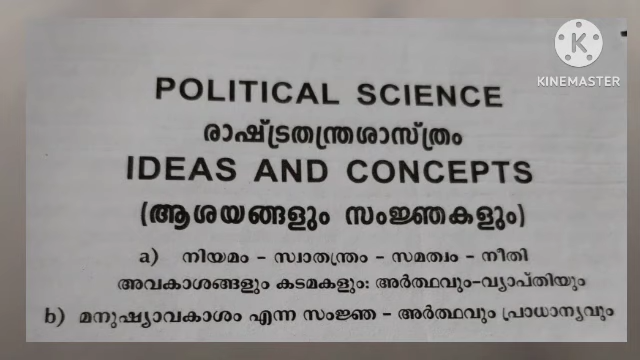 KINEMASTER
POLITICAL SCIENCE
രാഷ്ട്രതന്ത്രശാസ്ത്രം
IDEAS AND CONCEPTS
(ആശയങ്ങളും സംജ്ഞകളും)
a) നിയമം - സ്വാതന്ത്രം - സമത്വം - നീതി
അവകാശങ്ങളും കടമകളും: അർത്ഥവും-വ്യാപ്തിയും
b) മനുഷ്യാവകാശം എന്ന സംജ്ഞ - അർത്ഥവും പ്രാധാന്യവും